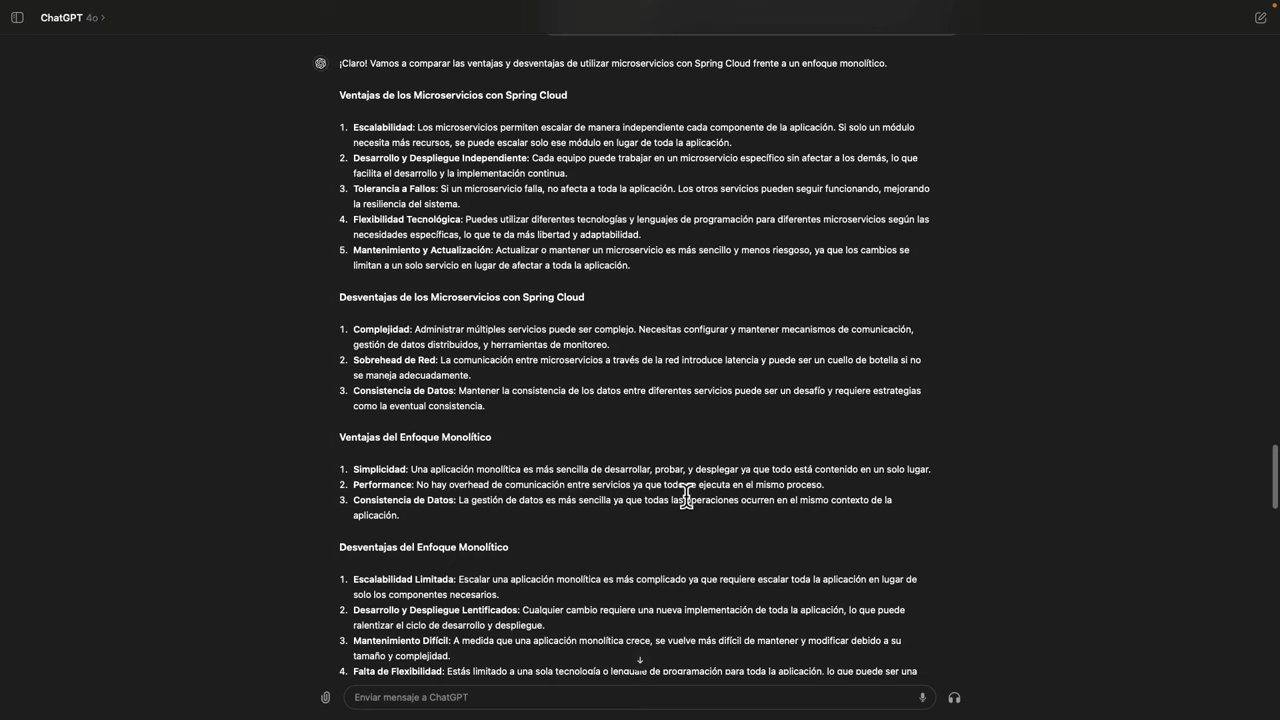 ChatGPT 4o >
¡Claro! Vamos a comparar las ventajas y desventajas de utilizar microservicios con Spring Cloud frente a un enfoque monolítico.
Ventajas de los Microservicios con Spring Cloud
1. Escalabilidad: Los microservicios permiten escalar de manera independiente cada componente de la aplicación. Si solo un módulo
necesita más recursos, se puede escalar solo ese módulo en lugar de toda la aplicación.
2. Desarrollo y Despliegue Independiente: Cada equipo puede trabajar en un microservicio específico sin afectar a los demás, lo que
facilita el desarrollo y la implementación continua.
3. Tolerancia a Fallos: Si un microservicio falla, no afecta a toda la aplicación. Los otros servicios pueden seguir funcionando, mejorando
la resiliencia del sistema.
4. Flexibilidad Tecnológica: Puedes utilizar diferentes tecnologías y lenguajes de programación para diferentes microservicios según las
necesidades específicas, lo que te da más libertad y adaptabilidad.
5. Mantenimiento y Actualización: Actualizar o mantener un microservicio es más sencillo y menos riesgoso, ya que los cambios se
limitan a un solo servicio en lugar de afectar a toda la aplicación.
Desventajas de los Microservicios con Spring Cloud
1. Complejidad: Administrar múltiples servicios puede ser complejo. Necesitas configurar y mantener mecanismos de comunicación,
gestión de datos distribuidos, y herramientas de monitoreo.
2. Sobrehead de Red: La comunicación entre microservicios a través de la red introduce latencia y puede ser un cuello de botella si no
se maneja adecuadamente.
3. Consistencia de Datos: Mantener la consistencia de los datos entre diferentes servicios puede ser un desafío y requiere estrategias
como la eventual consistencia.
Ventajas del Enfoque Monolítico
1. Simplicidad: Una aplicación monolítica es más sencilla de desarrollar, probar, y desplegar ya que todo está contenido en un solo lugar.
2. Performance: No hay overhead de comunicación entre servicios ya que todo se ejecuta en el mismo proceso.
3. Consistencia de Datos: La gestión de datos es más sencilla ya que todas las operaciones ocurren en el mismo contexto de la
aplicación.
Desventajas del Enfoque Monolítico
1. Escalabilidad Limitada: Escalar una aplicación monolítica es más complicado ya que requiere escalar toda la aplicación en lugar de
solo los componentes necesarios.
2. Desarrollo y Despliegue Lentificados: Cualquier cambio requiere una nueva implementación de toda la aplicación, lo que puede
ralentizar el ciclo de desarrollo y despliegue.
3. Mantenimiento Difícil: A medida que una aplicación monolítica crece, se vuelve más difícil de mantener y modificar debido a su
tamaño y complejidad.
4. Falta de Flexibilidad: Estás limitado a una sola tecnología o lenguaje de programación para toda la aplicación, lo que puede ser una
Enviar mensaje a ChatGPT